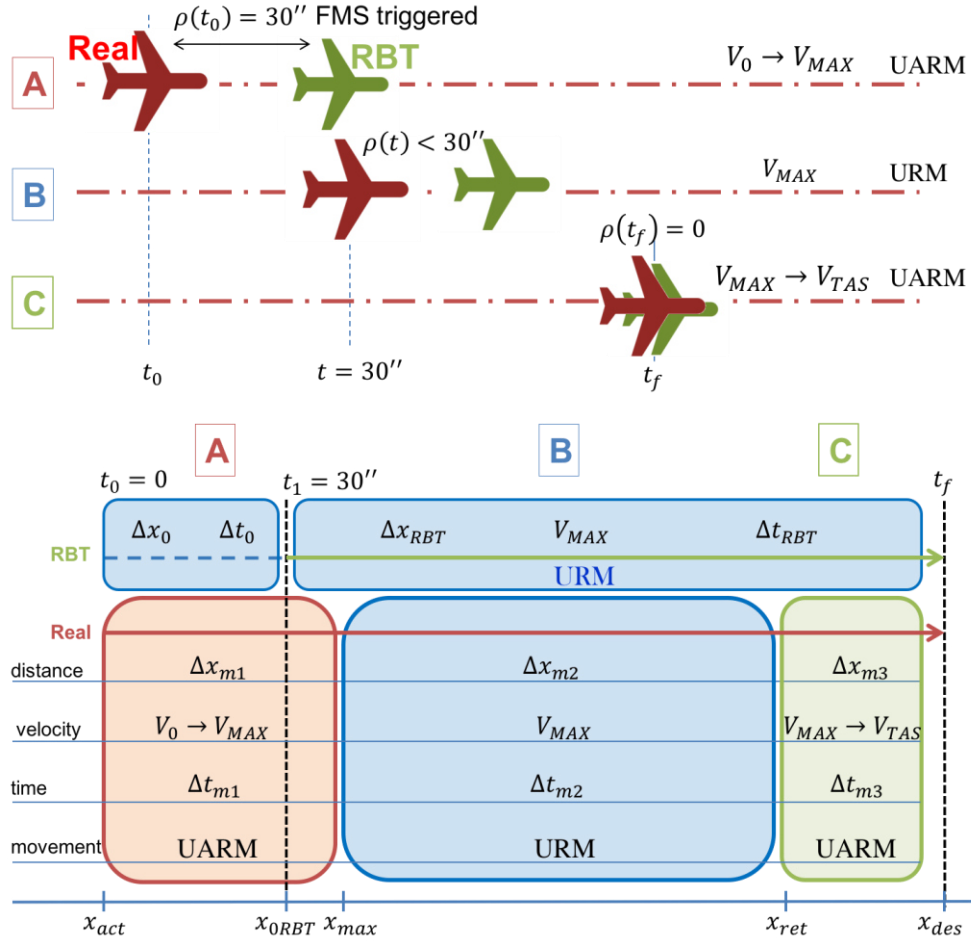 ρ(t₀) = 30′′ FMS triggered
Real
RBT
A
V₀ → V_MAX UARM
ρ(t) < 30′′
B
V_MAX URM
ρ(t_f) = 0
C
V_MAX → V_TAS UARM
t₀ t = 30′′ t_f
A B C
t₀ = 0 t₁ = 30′′ t_f
RBT Δx₀ Δt₀ Δx_RBT V_MAX Δt_RBT
URM
Real
distance Δx_m1 Δx_m2 Δx_m3
velocity V₀ → V_MAX V_MAX V_MAX → V_TAS
time Δt_m1 Δt_m2 Δt_m3
movement UARM URM UARM
x_act x_0RBT x_max x_ret x_des